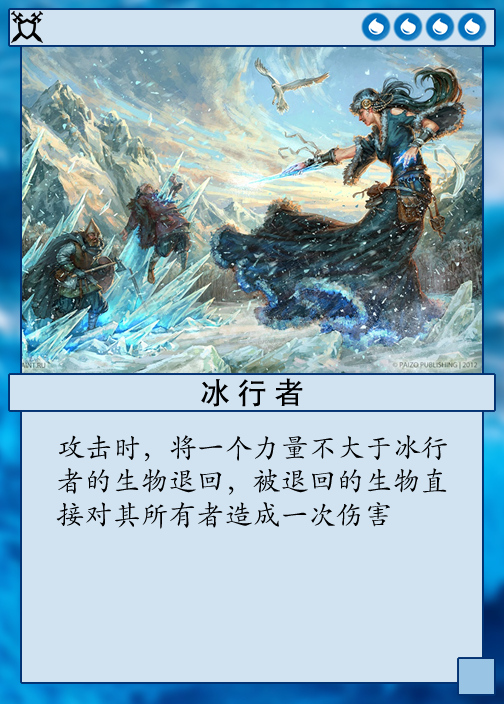 AINT.RU
© PAIZO PUBLISHING | 2012
冰行者
攻击时，将一个力量不大于冰行
者的生物退回，被退回的生物直
接对其所有者造成一次伤害